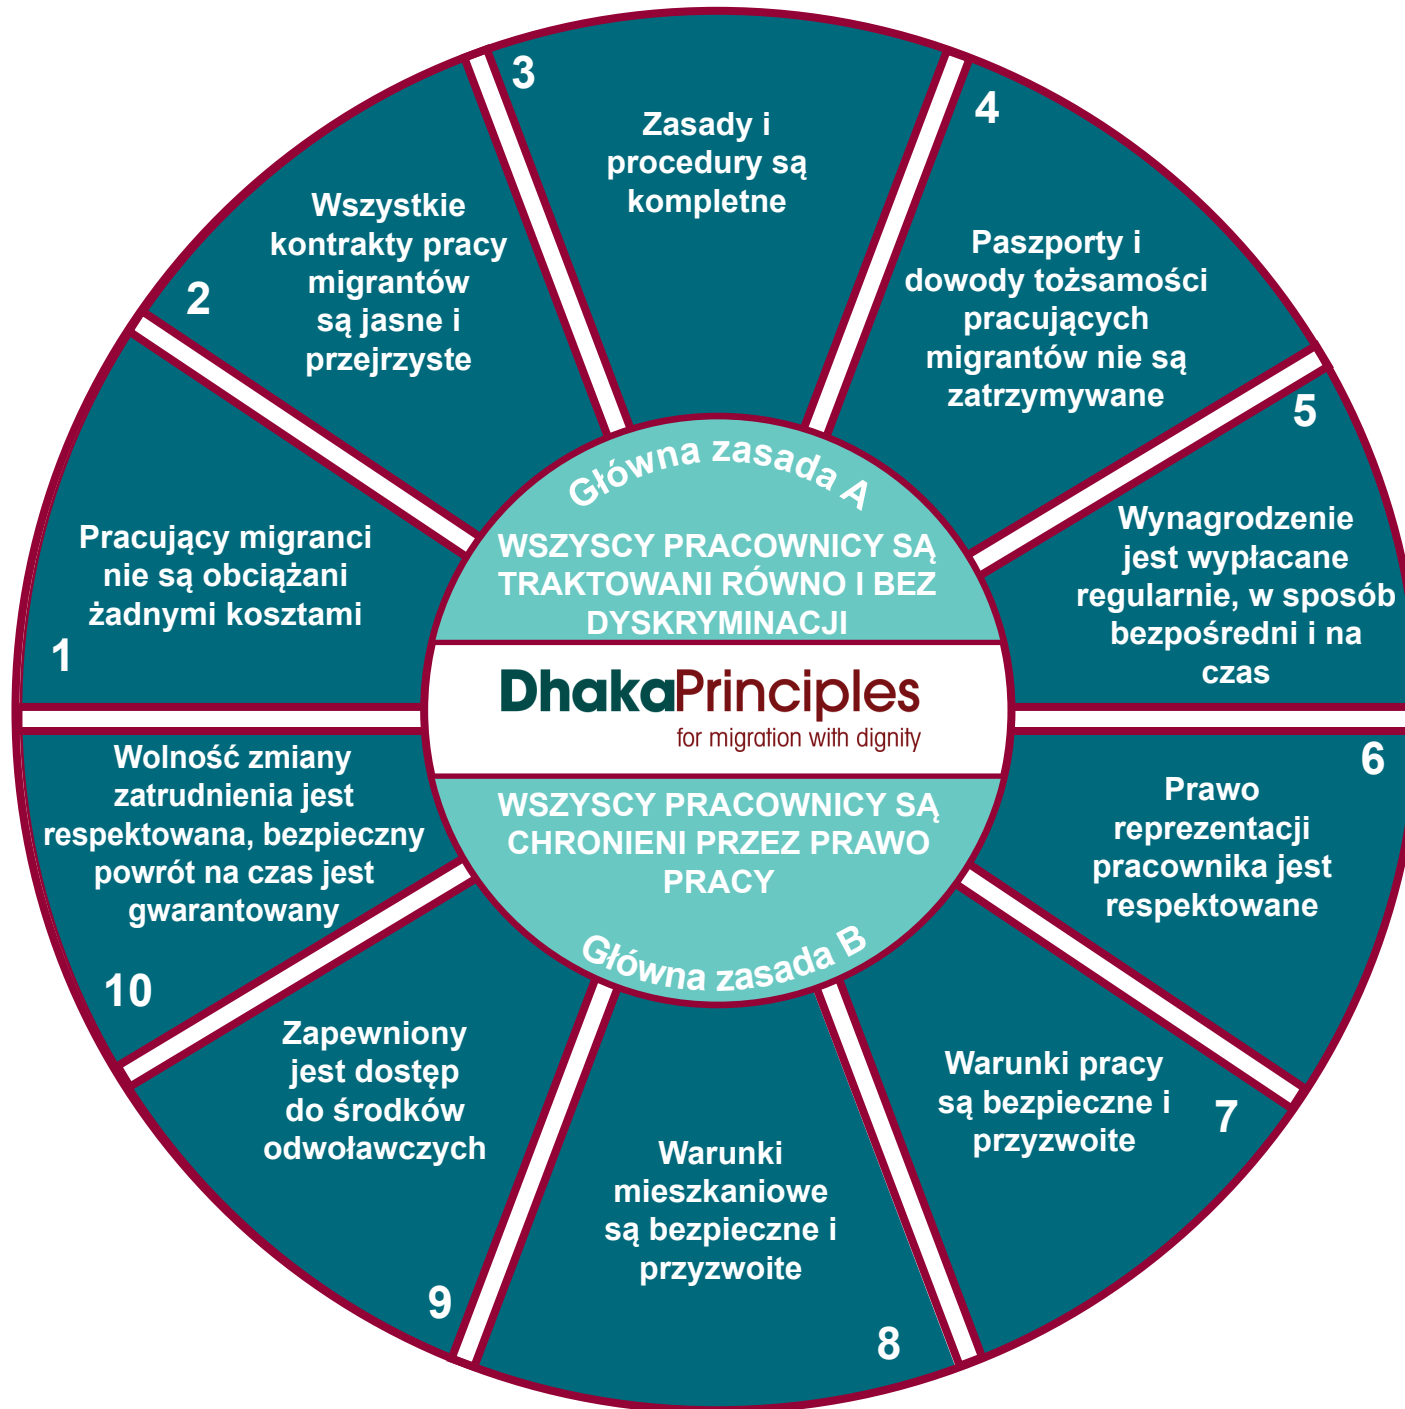 1
Pracujący migranci
nie są obciążani
żadnymi kosztami
2
Wszystkie
kontrakty pracy
migrantów
są jasne i
przejrzyste
3
Zasady i
procedury są
kompletne
4
Paszporty i
dowody tożsamości
pracujących
migrantów nie są
zatrzymywane
5
Wynagrodzenie
jest wypłacane
regularnie, w sposób
bezpośredni i na
czas
6
Prawo
reprezentacji
pracownika jest
respektowane
7
Warunki pracy
są bezpieczne i
przyzwoite
8
Warunki
mieszkaniowe
są bezpieczne i
przyzwoite
9
Zapewniony
jest dostęp
do środków
odwoławczych
10
Wolność zmiany
zatrudnienia jest
respektowana, bezpieczny
powrót na czas jest
gwarantowany
Główna zasada A
WSZYSCY PRACOWNICY SĄ
TRAKTOWANI RÓWNO I BEZ
DYSKRYMINACJI
DhakaPrinciples
for migration with dignity
WSZYSCY PRACOWNICY SĄ
CHRONIENI PRZEZ PRAWO
PRACY
Główna zasada B